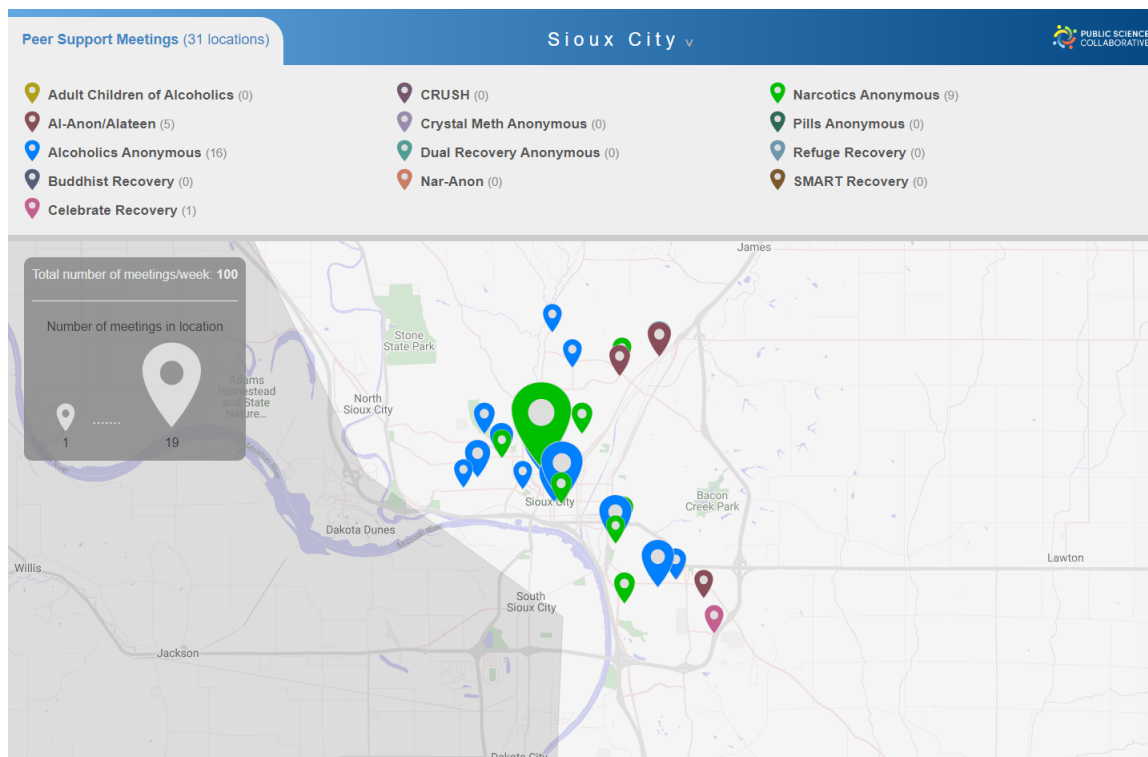 Peer Support Meetings (31 locations)
Sioux City v
PUBLIC SCIENCE
COLLABORATIVE
Adult Children of Alcoholics (0)
Al-Anon/Alateen (5)
Alcoholics Anonymous (16)
Buddhist Recovery (0)
Celebrate Recovery (1)
CRUSH (0)
Crystal Meth Anonymous (0)
Dual Recovery Anonymous (0)
Nar-Anon (0)
Narcotics Anonymous (9)
Pills Anonymous (0)
Refuge Recovery (0)
SMART Recovery (0)
Total number of meetings/week: 100
Number of meetings in location
1
......
19
James
Stone
State Park
Adams
Homestead
and State
Nature...
North
Sioux City
Missouri River
Sioux City
Bacon
Creek Park
Dakota Dunes
Missouri River
Lawton
Willis
South
Sioux City
Jackson
Dakota City